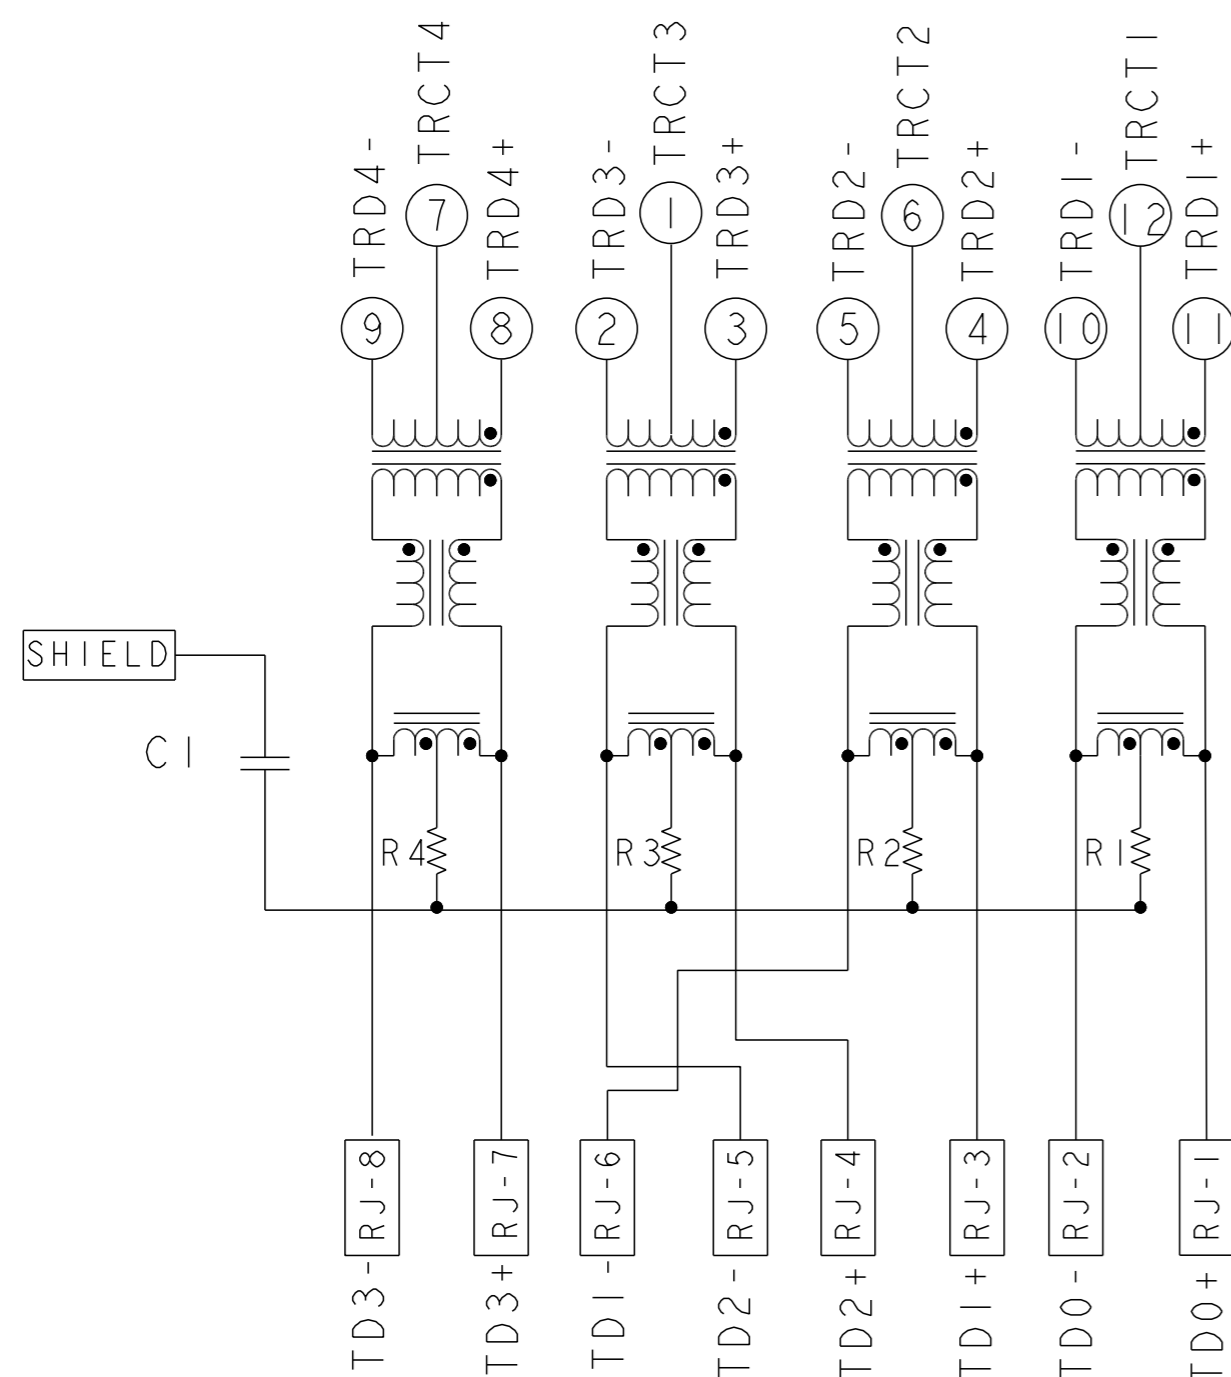 TRD4-
TRCT4
TRD4+
TRD3-
TRCT3
TRD3+
TRD2-
TRCT2
TRD2+
TRD1-
TRCT1
TRD1+
7
1
6
12
9
8
2
3
5
4
10
11
SHIELD
C1
R4
R3
R2
R1
RJ-8
RJ-7
RJ-6
RJ-5
RJ-4
RJ-3
RJ-2
RJ-1
TD3-
TD3+
TD1-
TD2-
TD2+
TD1+
TD0-
TD0+